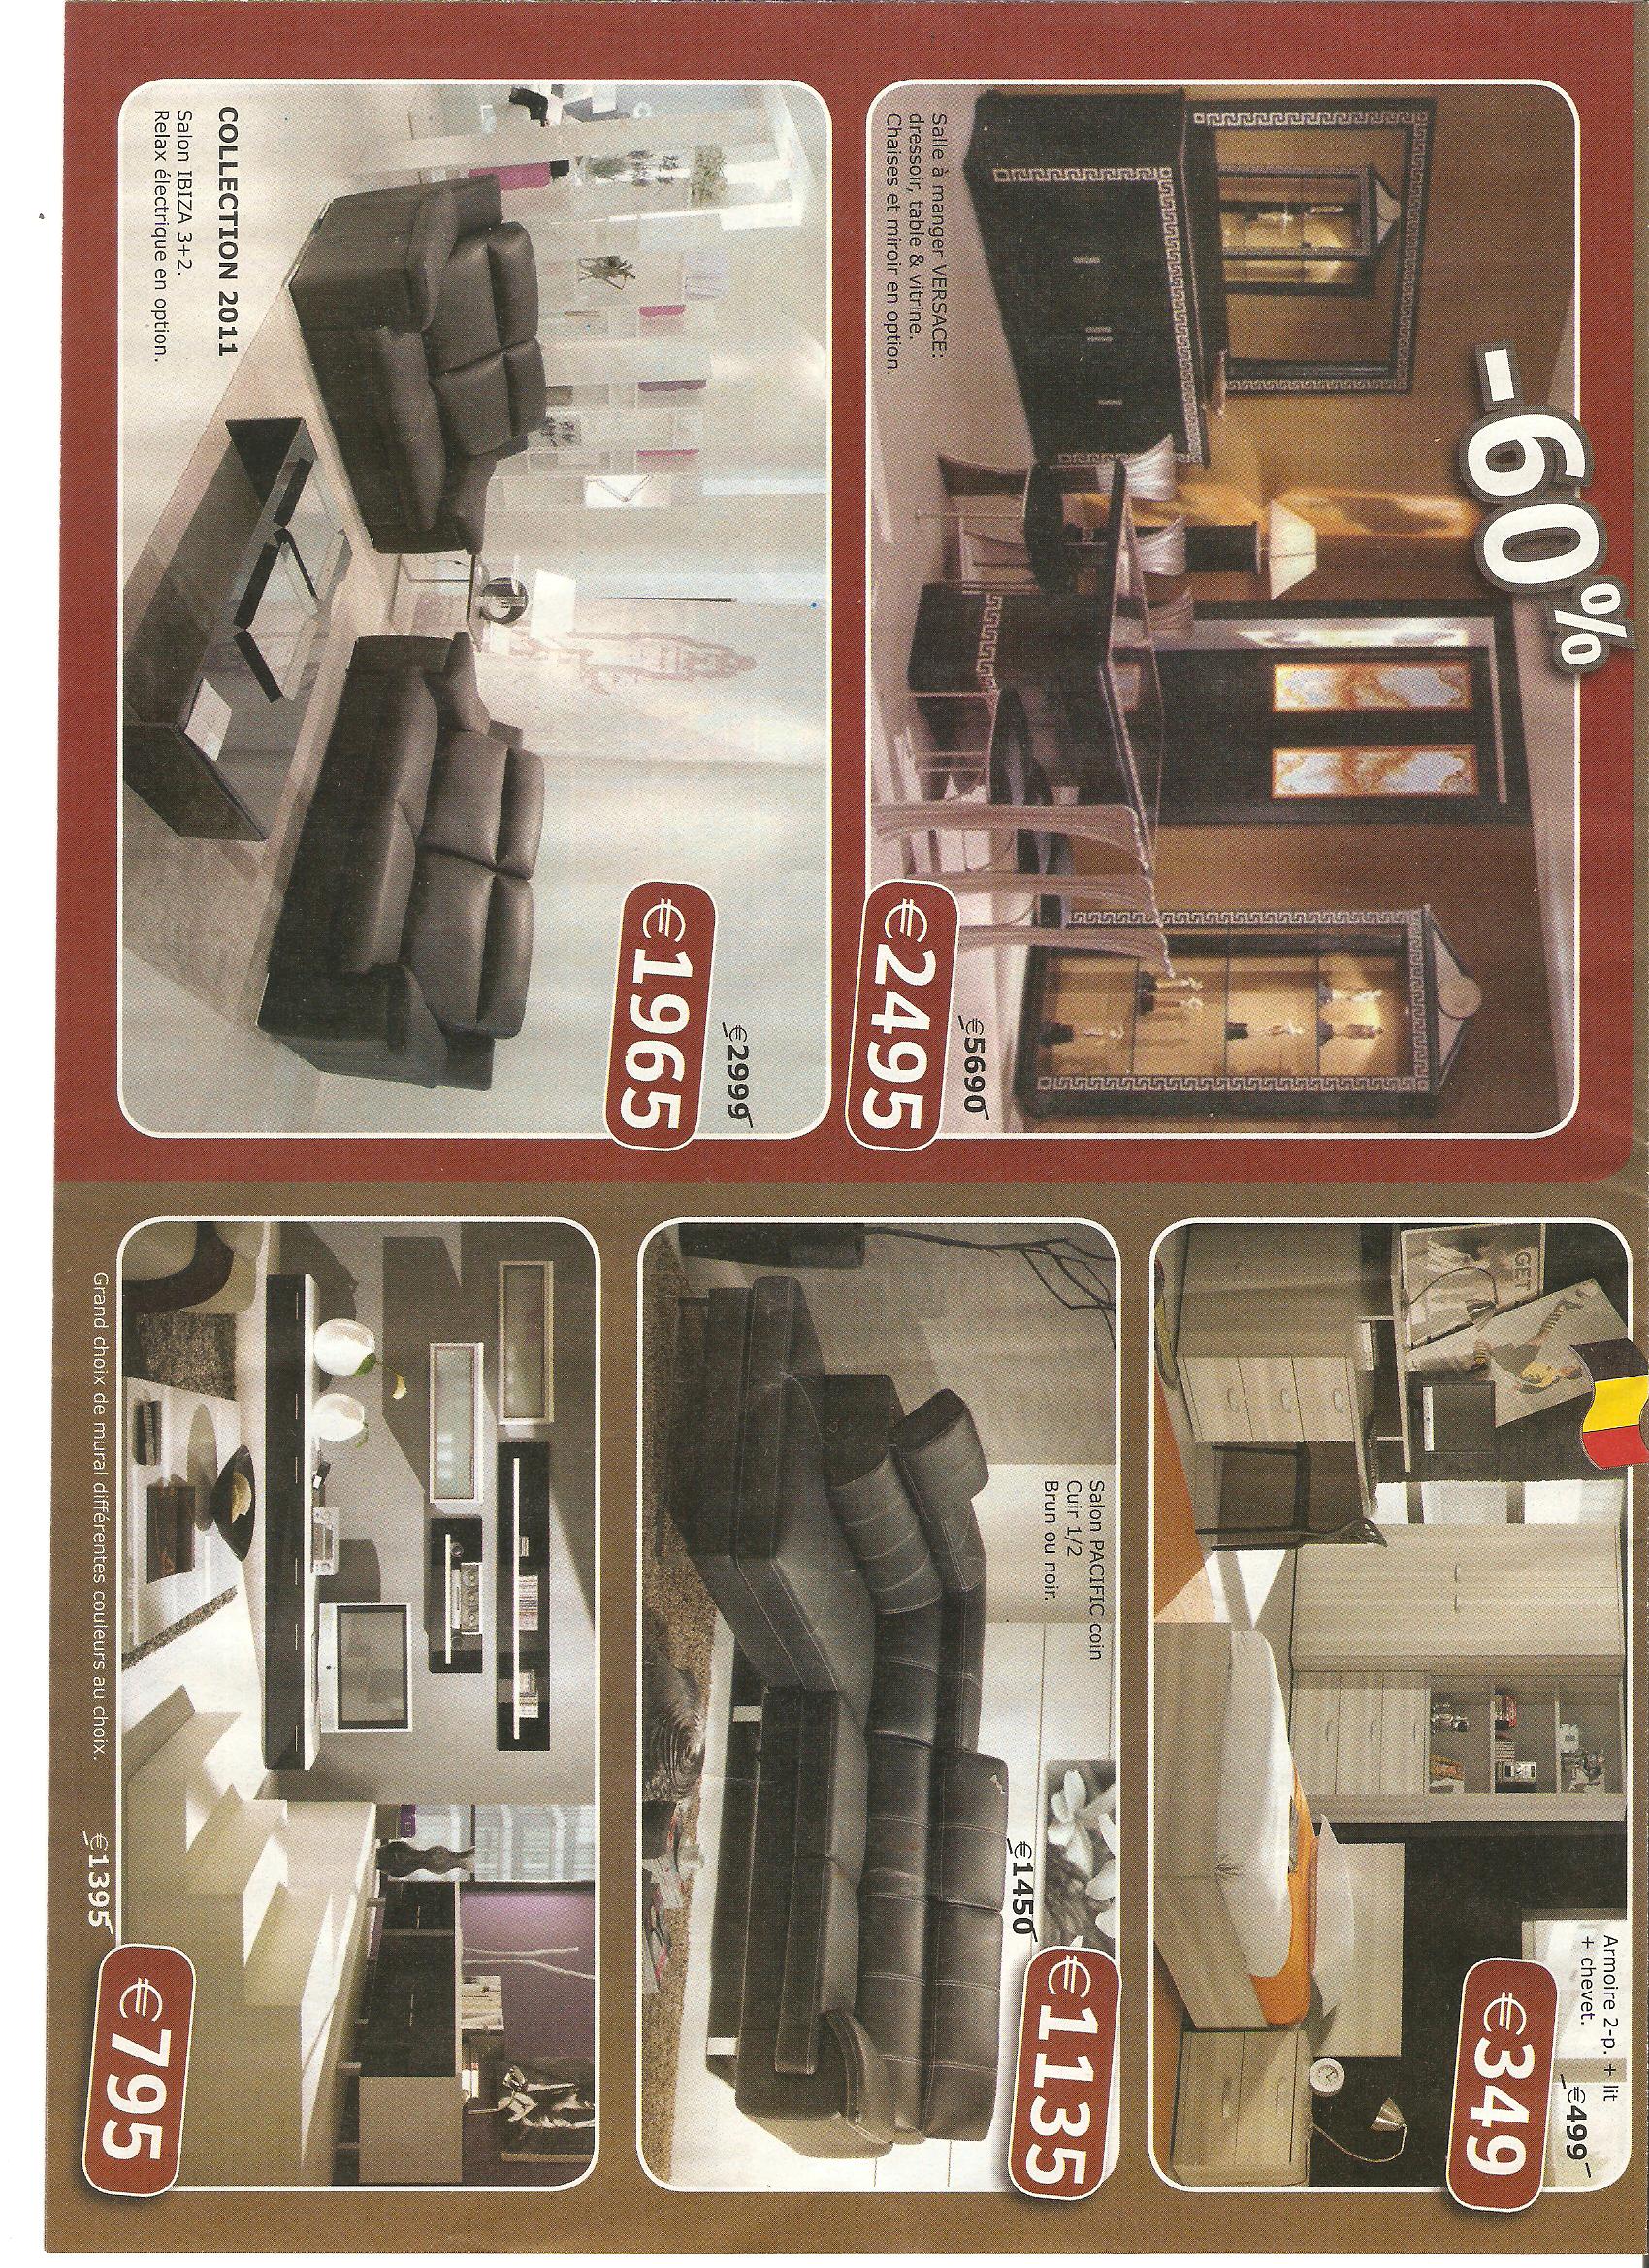 -60%
Salle à manger VERSACE:
dressoir, table & vitrine.
Chaises et miroir en option.
€5690
€2495
COLLECTION 2011
Salon IBIZA 3+2.
Relax électrique en option.
€2999
€1965
GET
Armoire 2-p. + lit
+ chevet.
€499
€349
Salon PACIFIC coin
Cuir 1/2
Brun ou noir.
€1450
€1135
Grand choix de mural différentes couleurs au choix.
€1395
€795